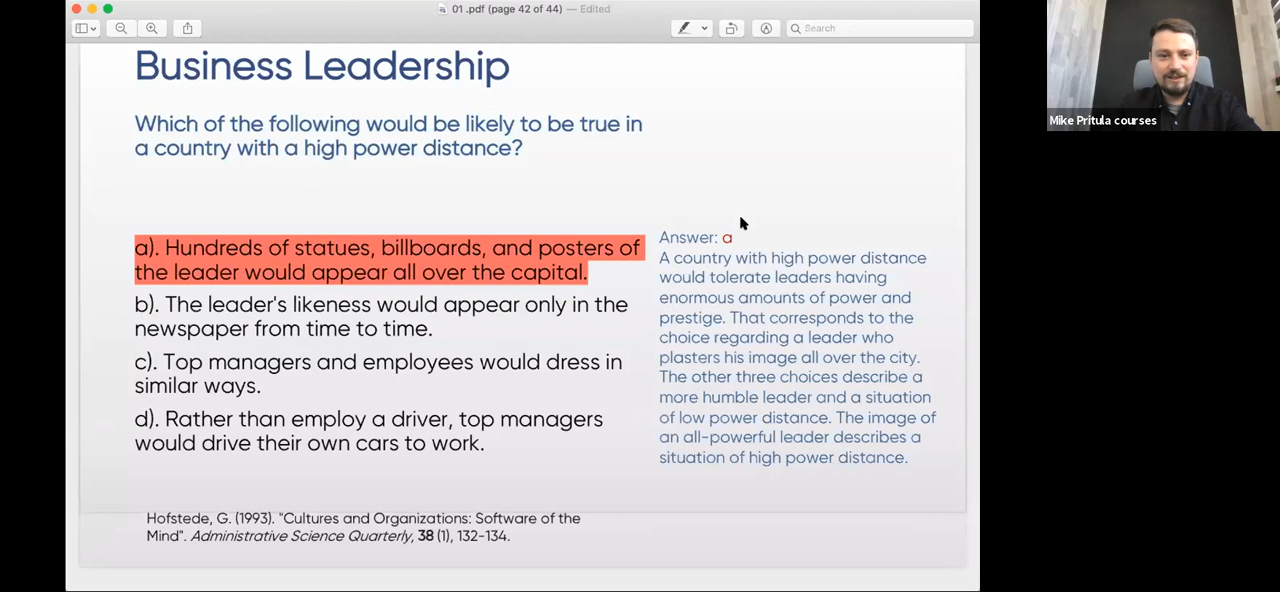 01 .pdf (page 42 of 44) — Edited
Search
Mike Pritula courses
Business Leadership
Which of the following would be likely to be true in
a country with a high power distance?
a). Hundreds of statues, billboards, and posters of
the leader would appear all over the capital.
b). The leader's likeness would appear only in the
newspaper from time to time.
c). Top managers and employees would dress in
similar ways.
d). Rather than employ a driver, top managers
would drive their own cars to work.
Answer: a
A country with high power distance
would tolerate leaders having
enormous amounts of power and
prestige. That corresponds to the
choice regarding a leader who
plasters his image all over the city.
The other three choices describe a
more humble leader and a situation
of low power distance. The image of
an all-powerful leader describes a
situation of high power distance.
Hofstede, G. (1993). "Cultures and Organizations: Software of the
Mind". Administrative Science Quarterly, 38 (1), 132-134.